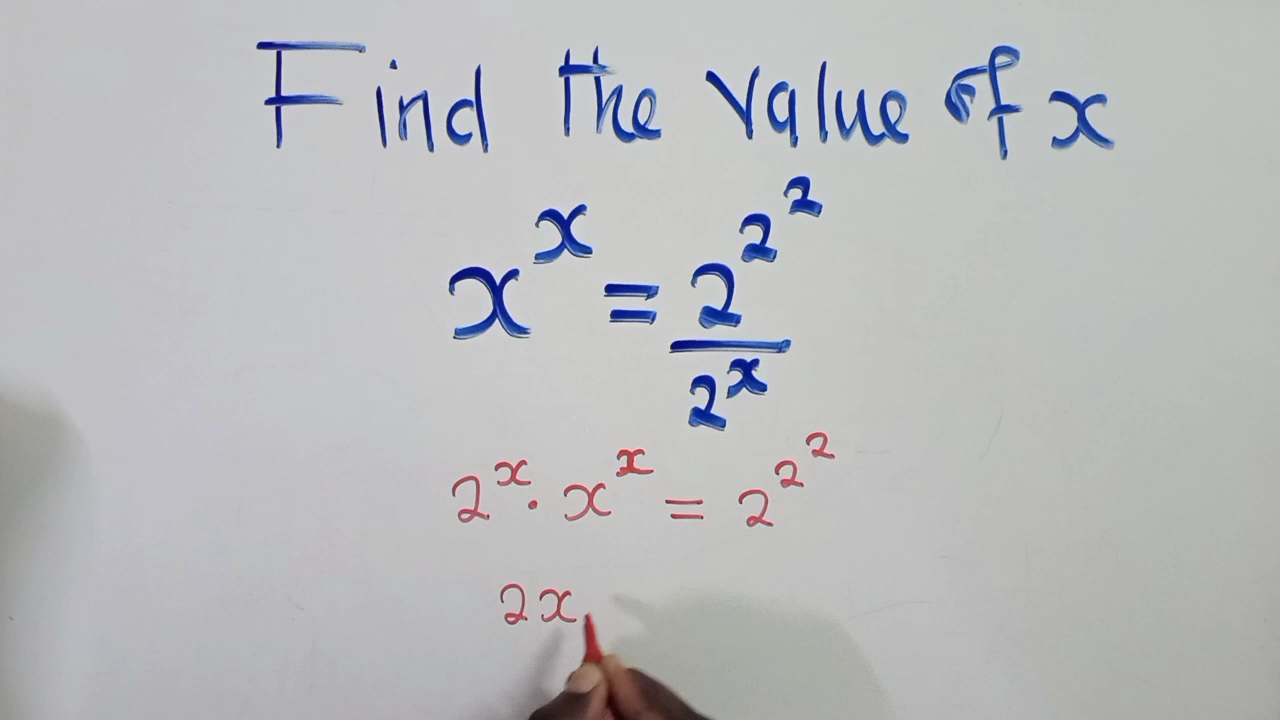 Find the value of x
x^x = 2^2^2 / 2^x
2^x · x^x = 2^2^2
2x